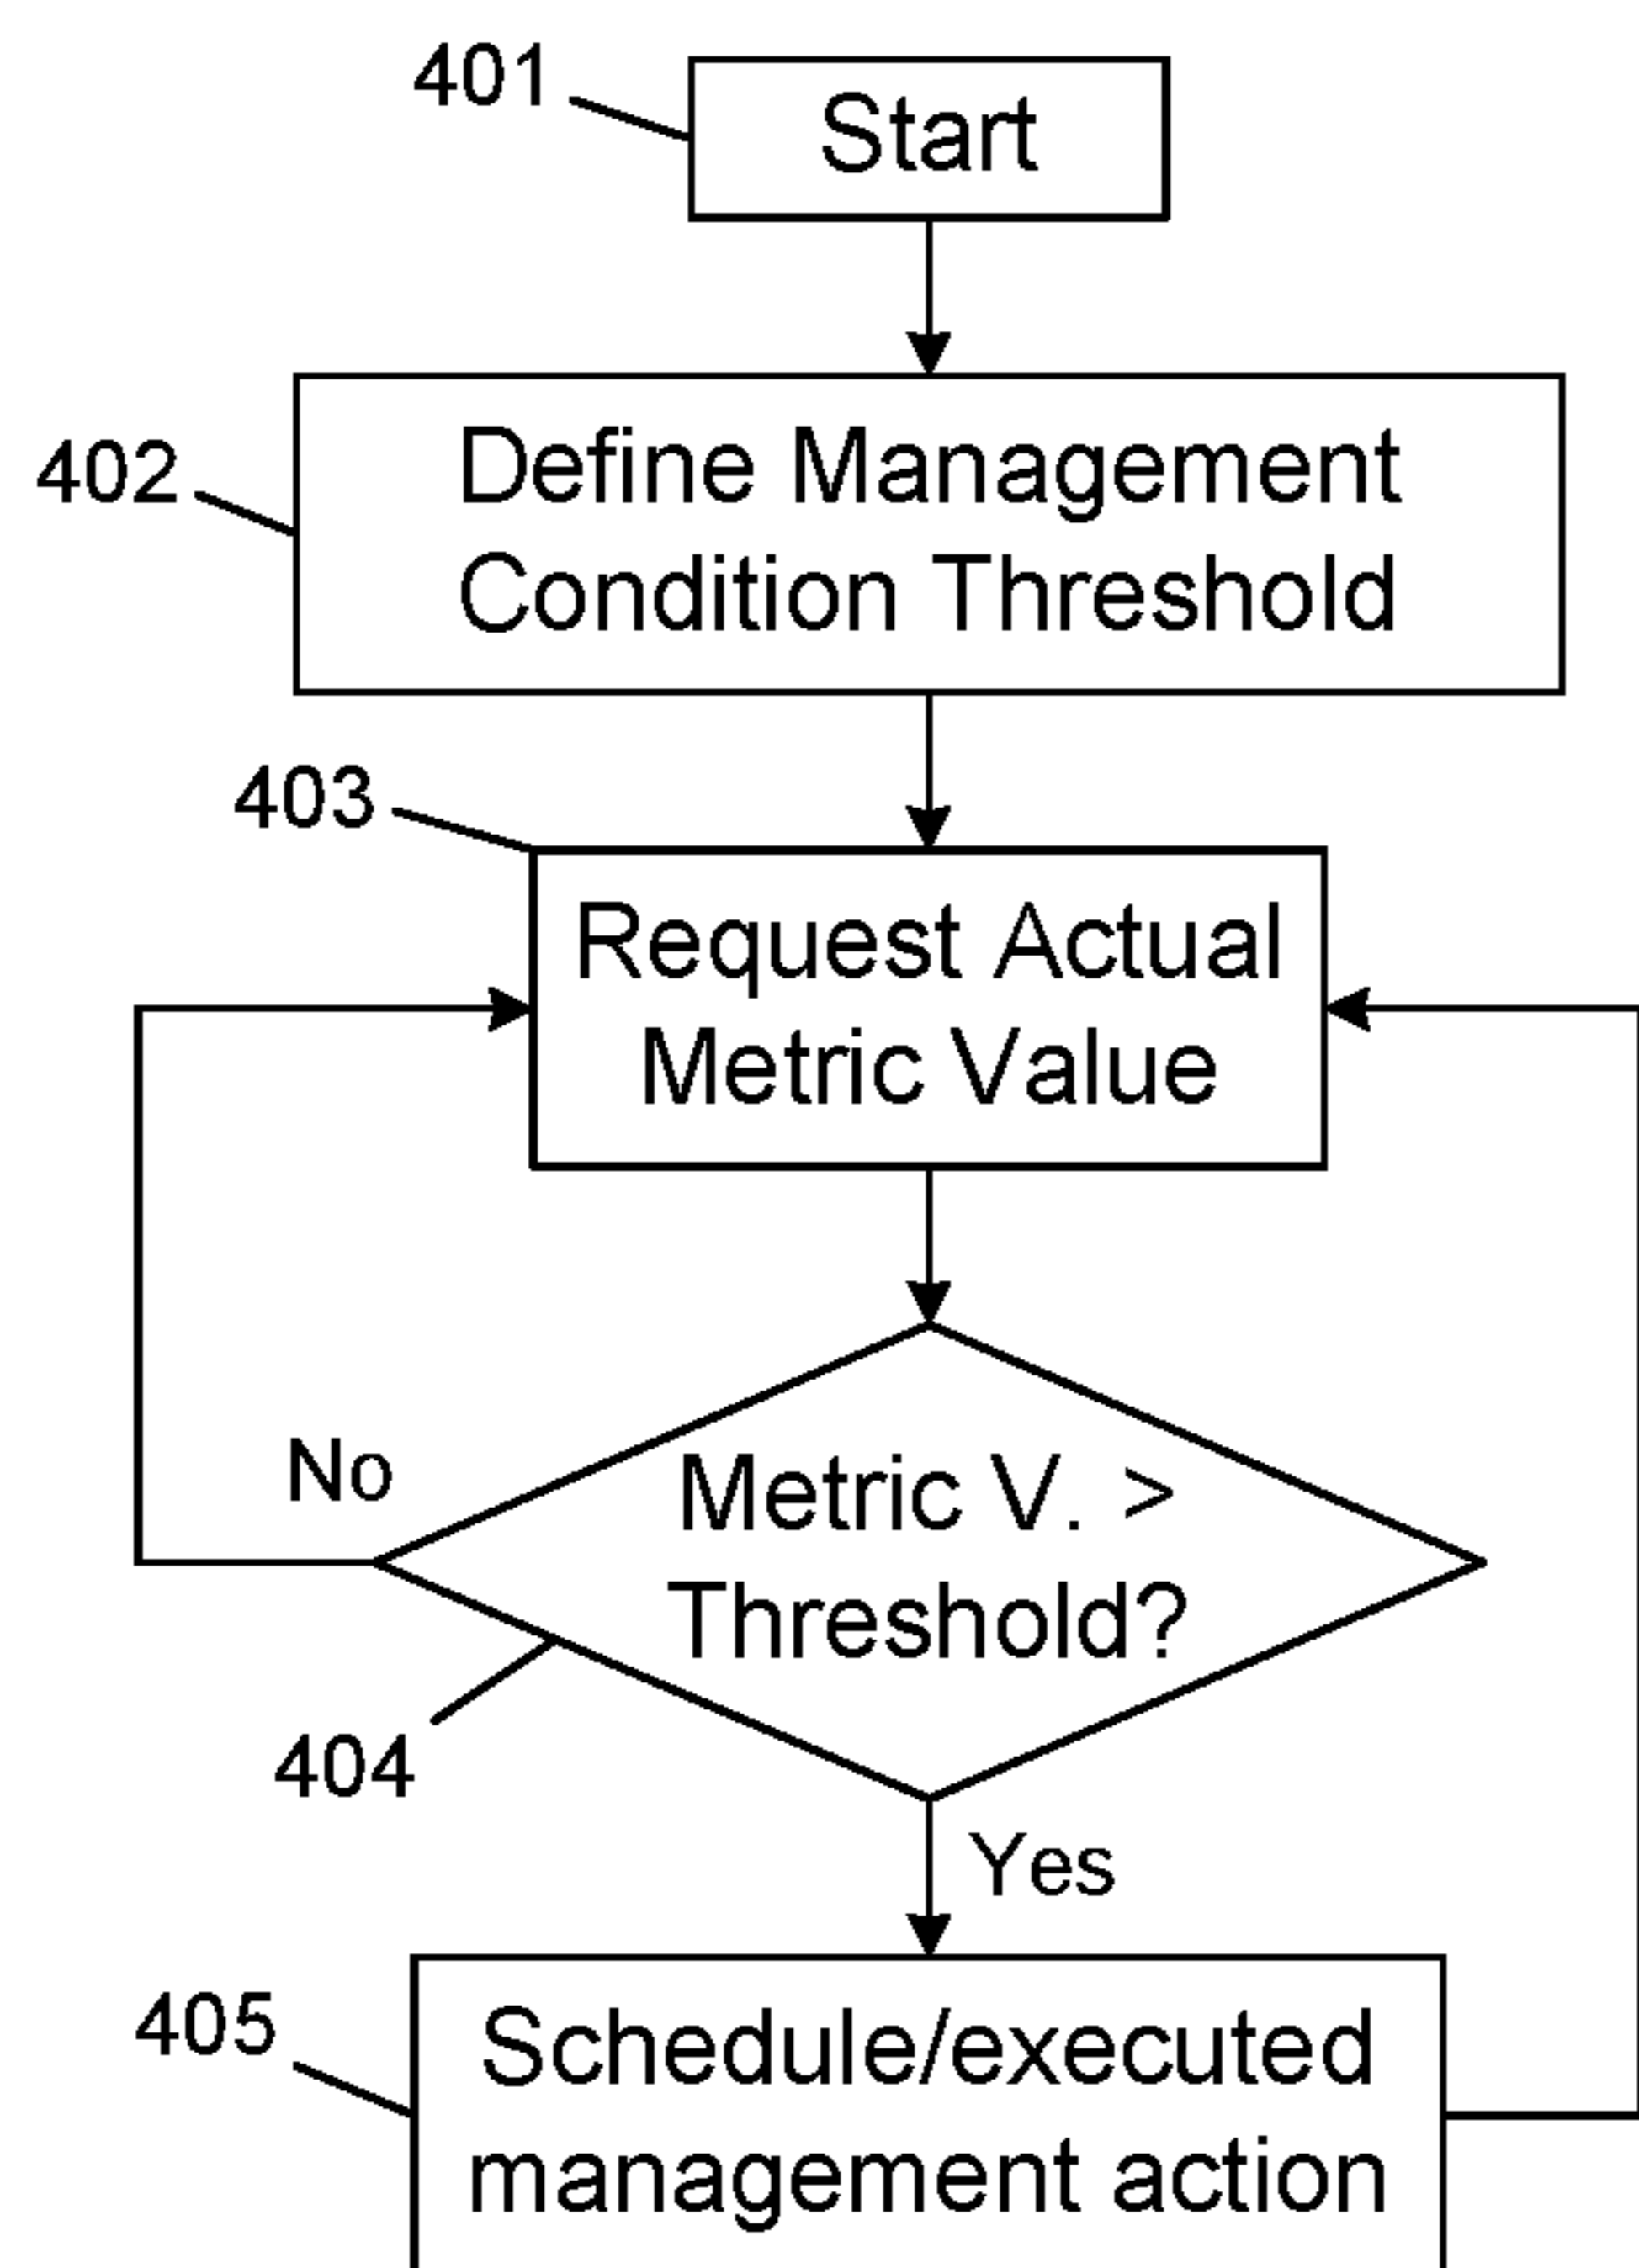 401
Start
402
Define Management
Condition Threshold
403
Request Actual
Metric Value
No
Metric V. >
Threshold?
404
Yes
405
Schedule/executed
management action